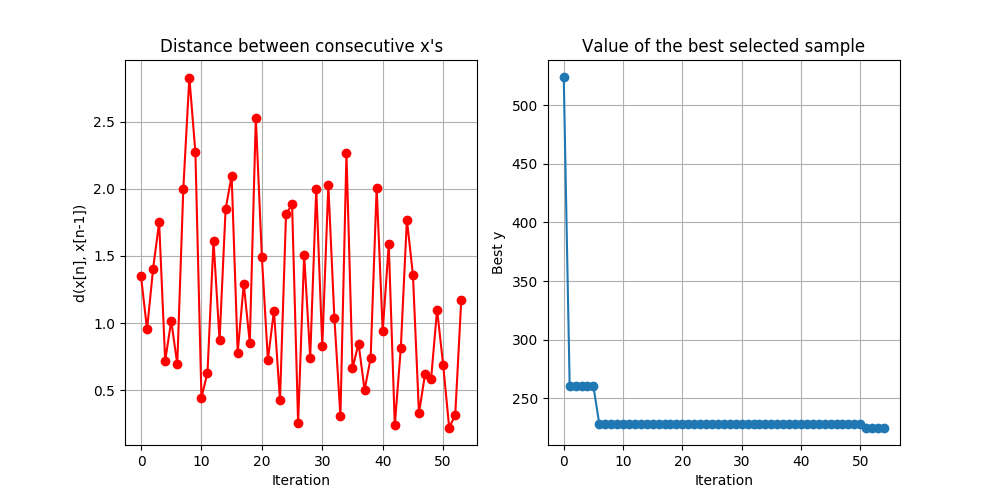 Distance between consecutive x's
d(x[n], x[n-1])
2.5
2.0
1.5
1.0
0.5
0 10 20 30 40 50
Iteration
Value of the best selected sample
Best y
500
450
400
350
300
250
0 10 20 30 40 50
Iteration